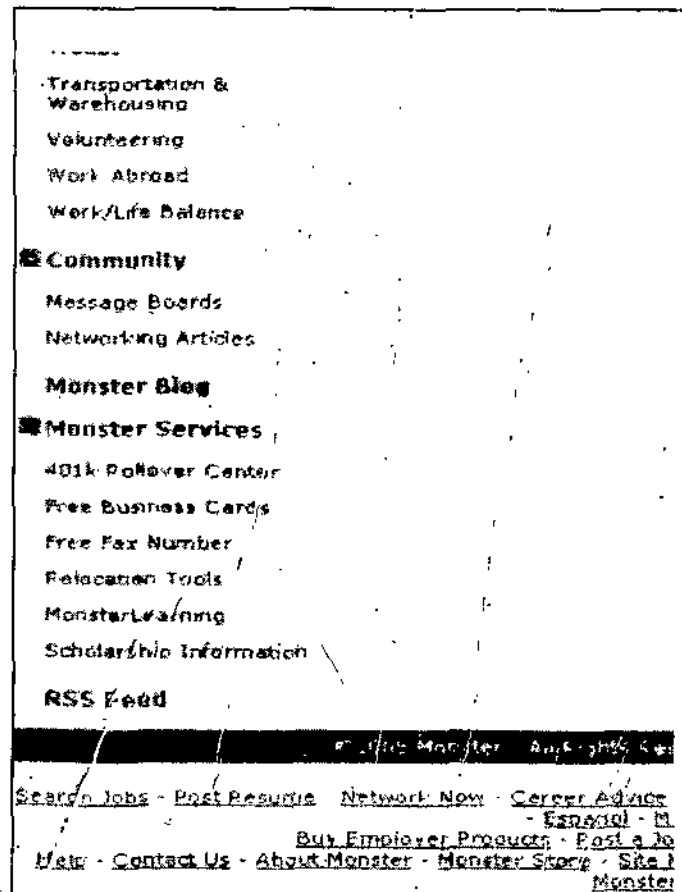 Transportation &
Warehousing
Volunteering
Work Abroad
Work/Life Balance
Community
Message Boards
Networking Articles
Monster Blog
Monster Services
401k Rollover Center
Free Business Cards
Free Fax Number
Relocation Tools
MonsterLearning
Scholarship Information
RSS Feed
Monster
Search Jobs - Post Resume Network Now - Career Advice
- Espanol - M
Buy Employer Products - Post a Jo
Help - Contact Us - About Monster - Monster Store - Site
Monster